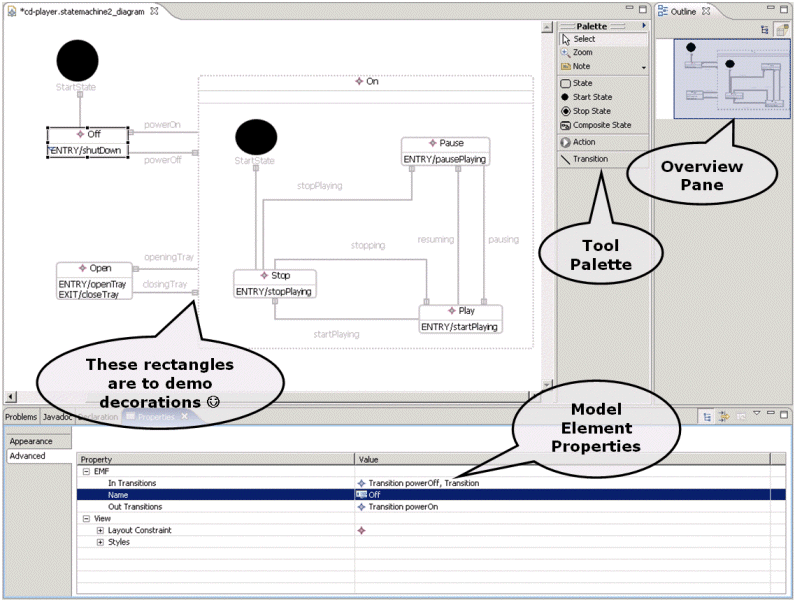 *cd-player.statemachine2_diagram
Outline
Palette
Select
Zoom
Note
State
Start State
Stop State
Composite State
Action
Transition
StartState
Off
ENTRY/shutDown
powerOn
powerOff
On
StartState
Pause
ENTRY/pausePlaying
stopPlaying
stopping
resuming
pausing
Open
ENTRY/openTray
EXIT/closeTray
openingTray
closingTray
Stop
ENTRY/stopPlaying
Play
ENTRY/startPlaying
startPlaying
Overview
Pane
Tool
Palette
These rectangles
are to demo
decorations ☺
Model
Element
Properties
Problems Javadoc Declaration Properties
Appearance
Advanced
Property Value
EMF
In Transitions Transition powerOff, Transition
Name Off
Out Transitions Transition powerOn
View
Layout Constraint
Styles